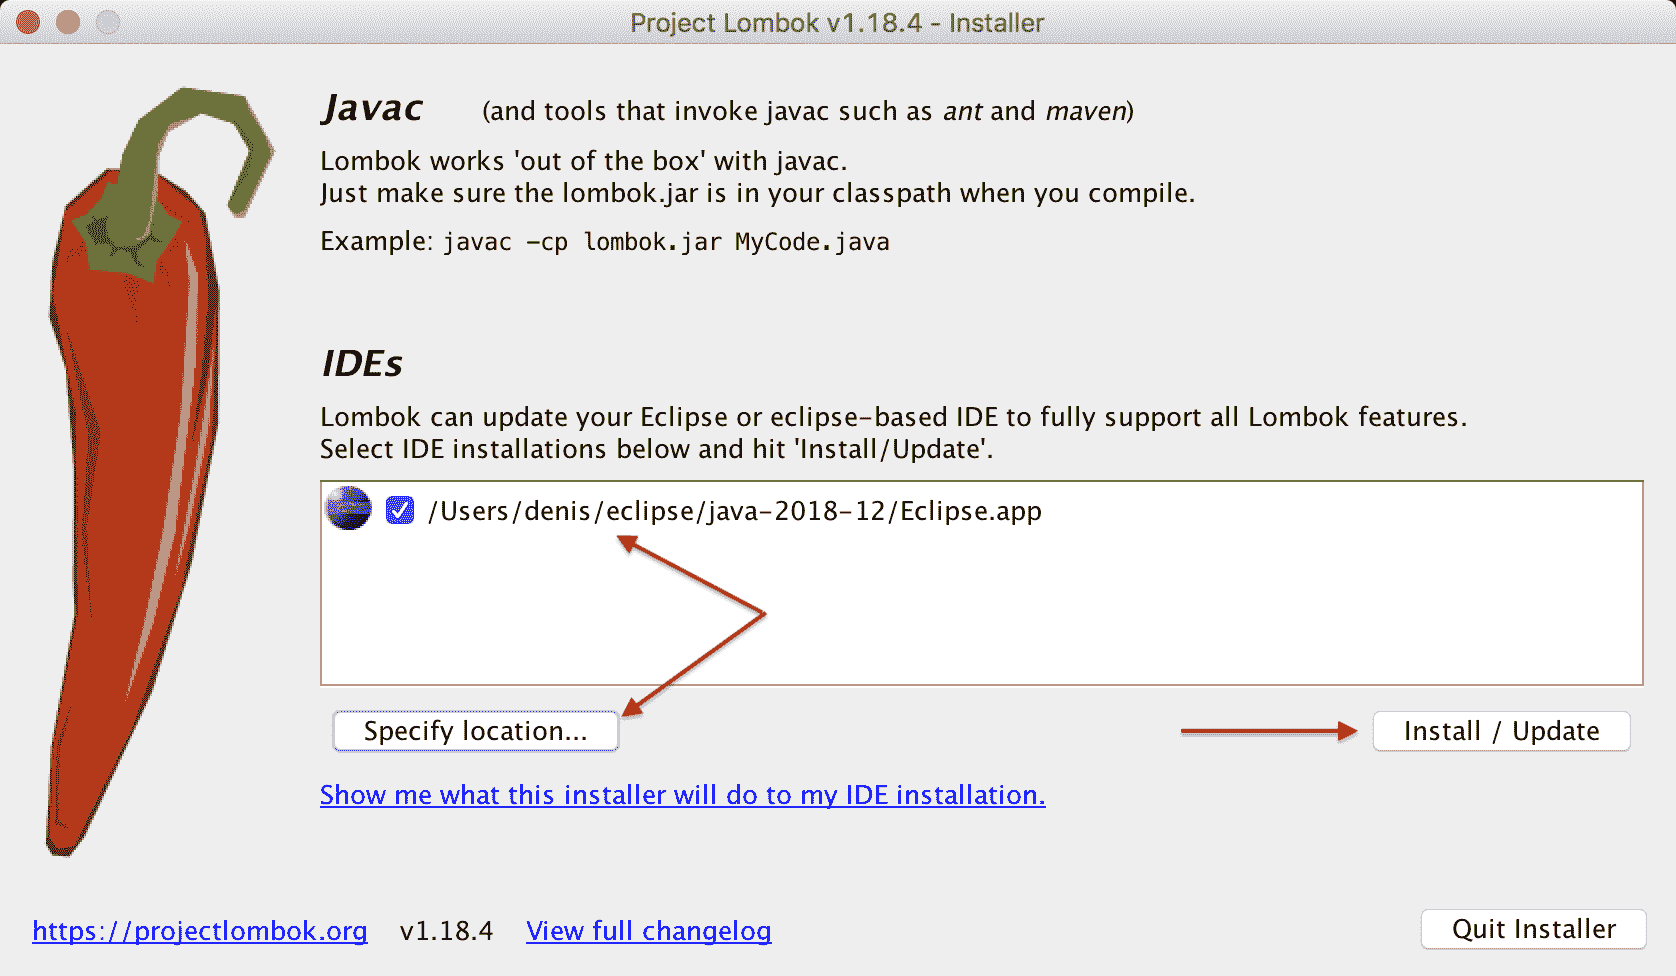 Project Lombok v1.18.4 - Installer
Javac (and tools that invoke javac such as ant and maven)
Lombok works 'out of the box' with javac.
Just make sure the lombok.jar is in your classpath when you compile.
Example: javac -cp lombok.jar MyCode.java
IDEs
Lombok can update your Eclipse or eclipse-based IDE to fully support all Lombok features.
Select IDE installations below and hit 'Install/Update'.
/Users/denis/eclipse/java-2018-12/Eclipse.app
Specify location... Install / Update
Show me what this installer will do to my IDE installation.
https://projectlombok.org v1.18.4 View full changelog Quit Installer